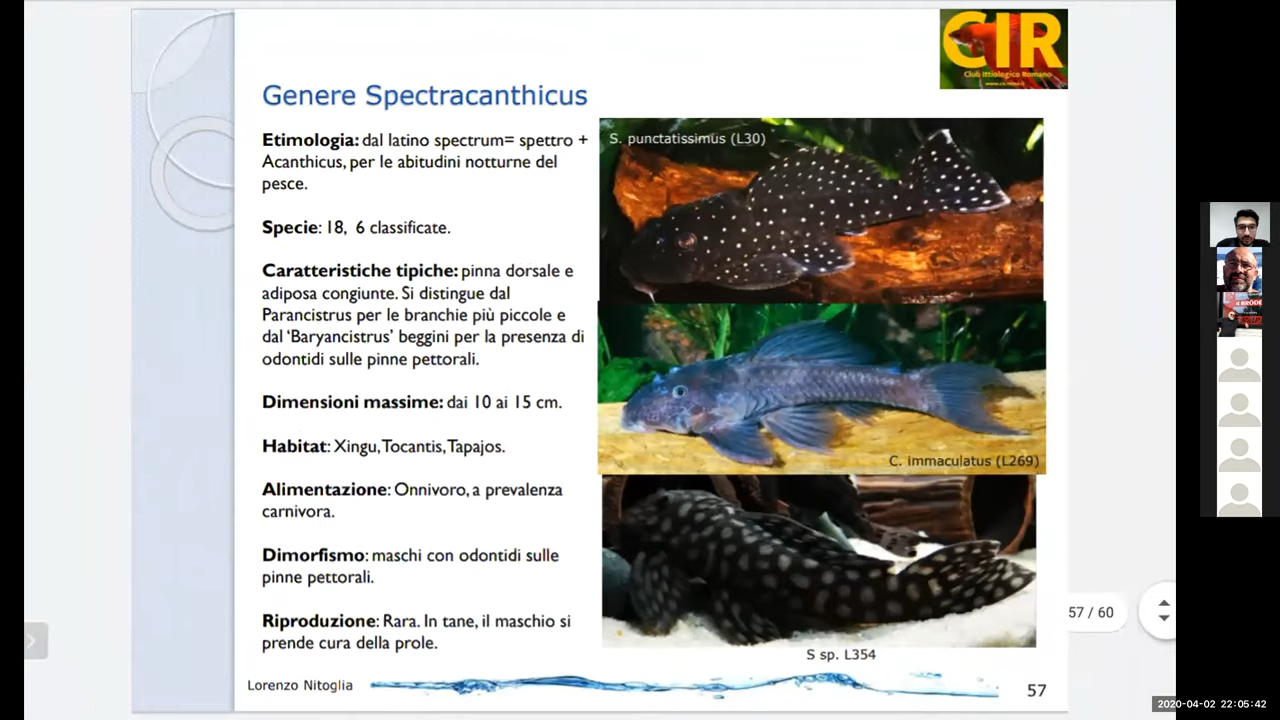 CIR
Club Ittiologico Romano
Genere Spectracanthicus
Etimologia: dal latino spectrum= spettro +
Acanthicus, per le abitudini notturne del
pesce.
Specie: 18, 6 classificate.
Caratteristiche tipiche: pinna dorsale e
adiposa congiunte. Si distingue dal
Parancistrus per le branchie più piccole e
dal ‘Baryancistrus’ beggini per la presenza di
odontidi sulle pinne pettorali.
Dimensioni massime: dai 10 ai 15 cm.
Habitat: Xingu, Tocantis, Tapajos.
Alimentazione: Onnivoro, a prevalenza
carnivora.
Dimorfismo: maschi con odontidi sulle
pinne pettorali.
Riproduzione: Rara. In tane, il maschio si
prende cura della prole.
S. punctatissimus (L30)
C. immaculatus (L269)
S sp. L354
Lorenzo Nitoglia
57
57 / 60
2020-04-02 22:05:42